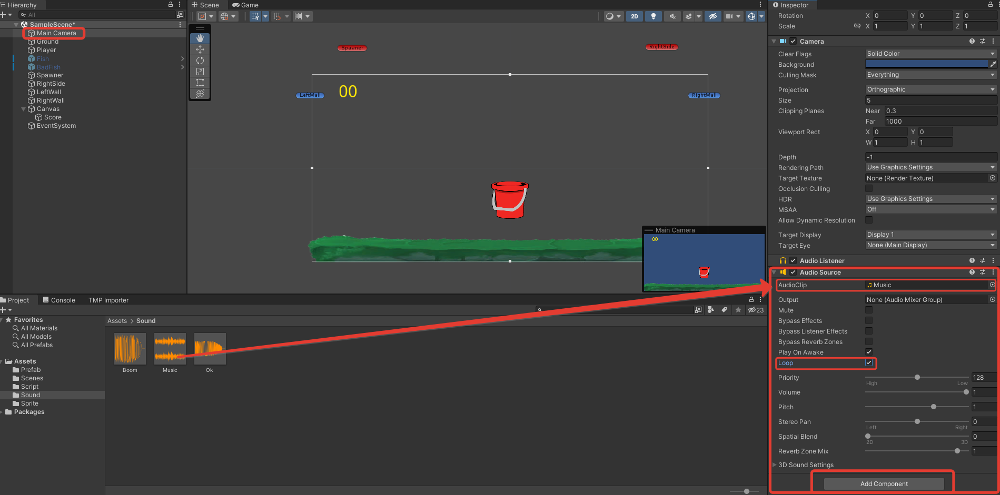 Hierarchy
All
SampleScene*
Main Camera
Ground
Player
Fish
BadFish
Spawner
RightSide
LeftWall
RightWall
Canvas
Score
EventSystem
Scene
Game
2D
Spawner
RightSide
LeftWall
00
RightWall
Main Camera
00
Project
Console
TMP Importer
23
Favorites
All Materials
All Models
All Prefabs
Assets
Prefab
Scenes
Script
Sound
Sprite
Packages
Assets > Sound
Boom
Music
Ok
Inspector
Rotation X 0 Y 0 Z 0
Scale X 1 Y 1 Z 1
Camera
Clear Flags Solid Color
Background
Culling Mask Everything
Projection Orthographic
Size 5
Clipping Planes Near 0.3
Far 1000
Viewport Rect X 0 Y 0
W 1 H 1
Depth -1
Rendering Path Use Graphics Settings
Target Texture None (Render Texture)
Occlusion Culling
HDR Use Graphics Settings
MSAA Off
Allow Dynamic Resolution
Target Display Display 1
Target Eye None (Main Display)
Audio Listener
Audio Source
AudioClip Music
Output None (Audio Mixer Group)
Mute
Bypass Effects
Bypass Listener Effects
Bypass Reverb Zones
Play On Awake
Loop
Priority 128
High Low
Volume 1
Pitch 1
Stereo Pan 0
Left Right
Spatial Blend 0
2D 3D
Reverb Zone Mix 1
3D Sound Settings
Add Component